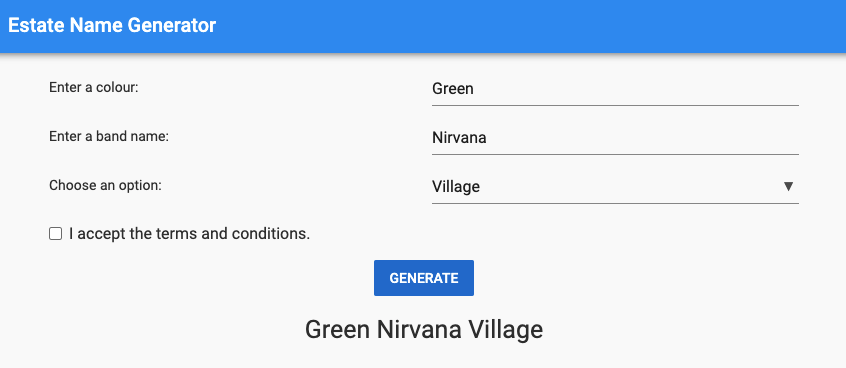 Estate Name Generator
Enter a colour: Green
Enter a band name: Nirvana
Choose an option: Village ▼
I accept the terms and conditions.
GENERATE
Green Nirvana Village